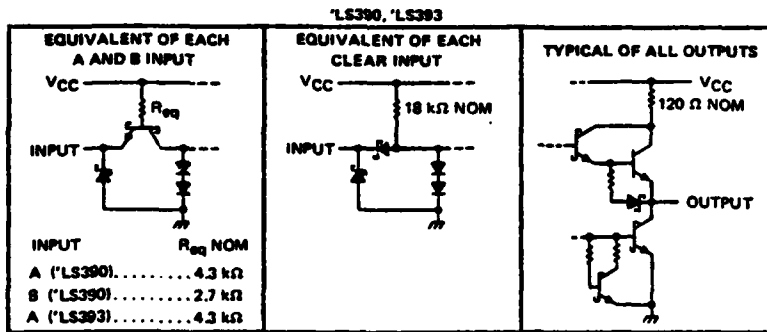 'LS390, 'LS393
EQUIVALENT OF EACH
A AND B INPUT
VCC
Req
INPUT
INPUT Req NOM
A ('LS390).........4.3 kΩ
B ('LS390).........2.7 kΩ
A ('LS393).........4.3 kΩ
EQUIVALENT OF EACH
CLEAR INPUT
VCC
18 kΩ NOM
INPUT
TYPICAL OF ALL OUTPUTS
VCC
120 Ω NOM
OUTPUT